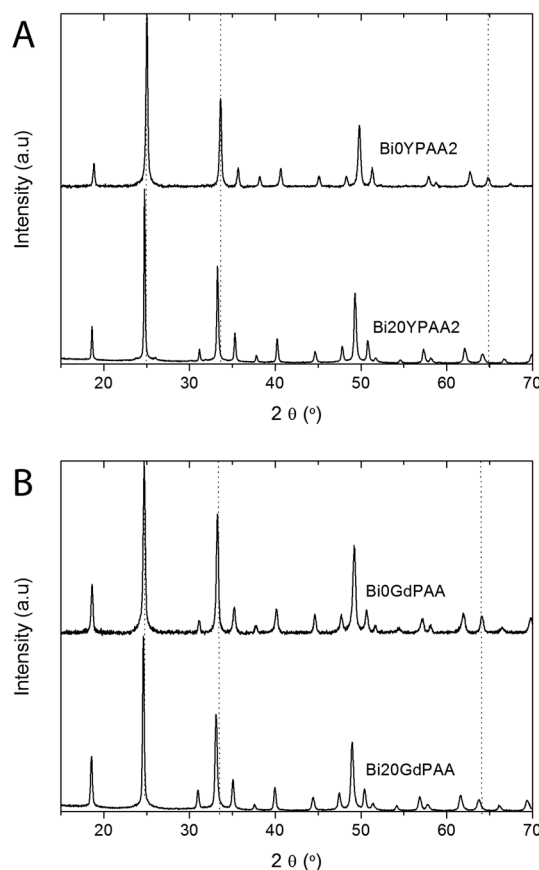 A
Intensity (a.u)
Bi0YPAA2
Bi20YPAA2
20 30 40 50 60 70
2 θ (º)
B
Intensity (a.u)
Bi0GdPAA
Bi20GdPAA
20 30 40 50 60 70
2 θ (º)